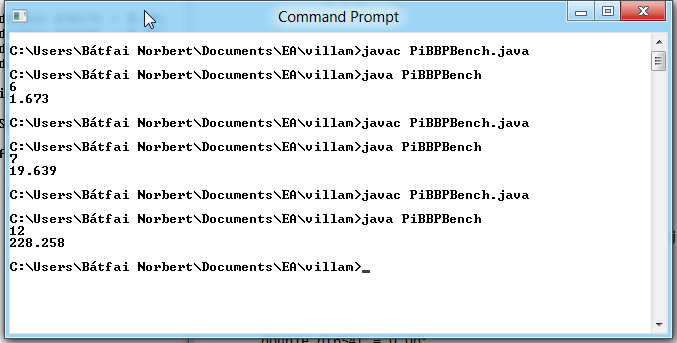 Command Prompt
C:\Users\Bátfai Norbert\Documents\EA\villam>javac PiBBPBench.java
C:\Users\Bátfai Norbert\Documents\EA\villam>java PiBBPBench
6
1.673
C:\Users\Bátfai Norbert\Documents\EA\villam>javac PiBBPBench.java
C:\Users\Bátfai Norbert\Documents\EA\villam>java PiBBPBench
7
19.639
C:\Users\Bátfai Norbert\Documents\EA\villam>javac PiBBPBench.java
C:\Users\Bátfai Norbert\Documents\EA\villam>java PiBBPBench
12
228.258
C:\Users\Bátfai Norbert\Documents\EA\villam>_